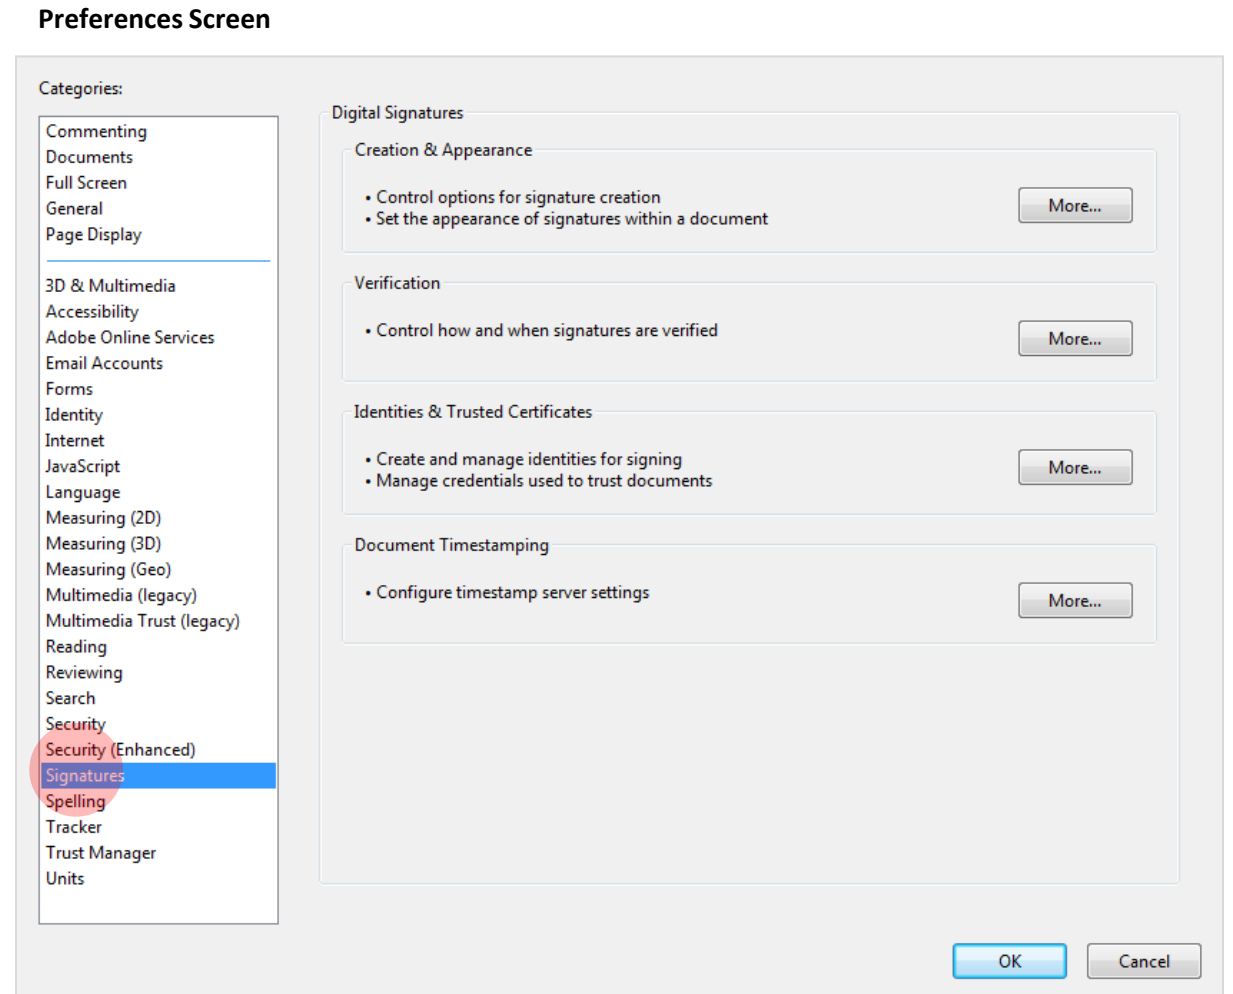 Preferences Screen
Categories:
Commenting
Documents
Full Screen
General
Page Display
3D & Multimedia
Accessibility
Adobe Online Services
Email Accounts
Forms
Identity
Internet
JavaScript
Language
Measuring (2D)
Measuring (3D)
Measuring (Geo)
Multimedia (legacy)
Multimedia Trust (legacy)
Reading
Reviewing
Search
Security
Security (Enhanced)
Signatures
Spelling
Tracker
Trust Manager
Units
Digital Signatures
Creation & Appearance
• Control options for signature creation
• Set the appearance of signatures within a document
More...
Verification
• Control how and when signatures are verified
More...
Identities & Trusted Certificates
• Create and manage identities for signing
• Manage credentials used to trust documents
More...
Document Timestamping
• Configure timestamp server settings
More...
OK
Cancel